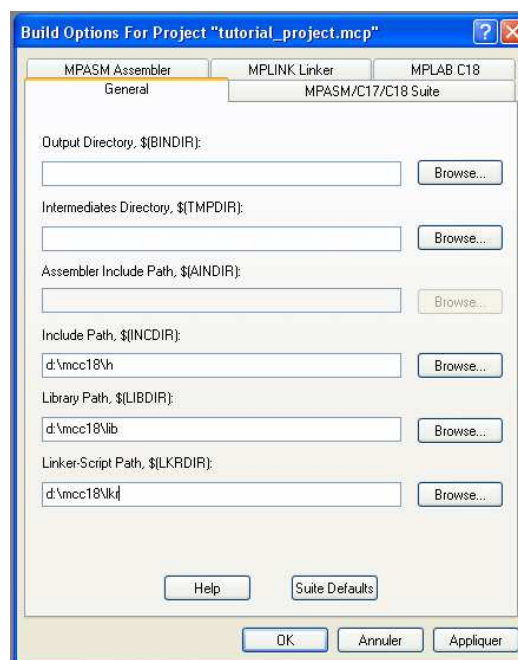 Build Options For Project "tutorial_project.mcp"
MPASM Assembler MPLINK Linker MPLAB C18
General MPASM/C17/C18 Suite
Output Directory, $(BINDIR):
Browse...
Intermediates Directory, $(TMPDIR):
Browse...
Assembler Include Path, $(AINDIR):
Browse...
Include Path, $(INCDIR):
d:\mcc18\h Browse...
Library Path, $(LIBDIR):
d:\mcc18\lib Browse...
Linker-Script Path, $(LKRDIR):
d:\mcc18\lkr Browse...
Help Suite Defaults
OK Annuler Appliquer